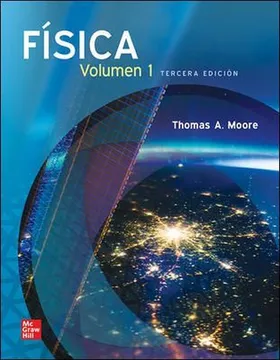 FÍSICA
Volumen 1 TERCERA EDICIÓN
Thomas A. Moore
Mc
Graw
Hill